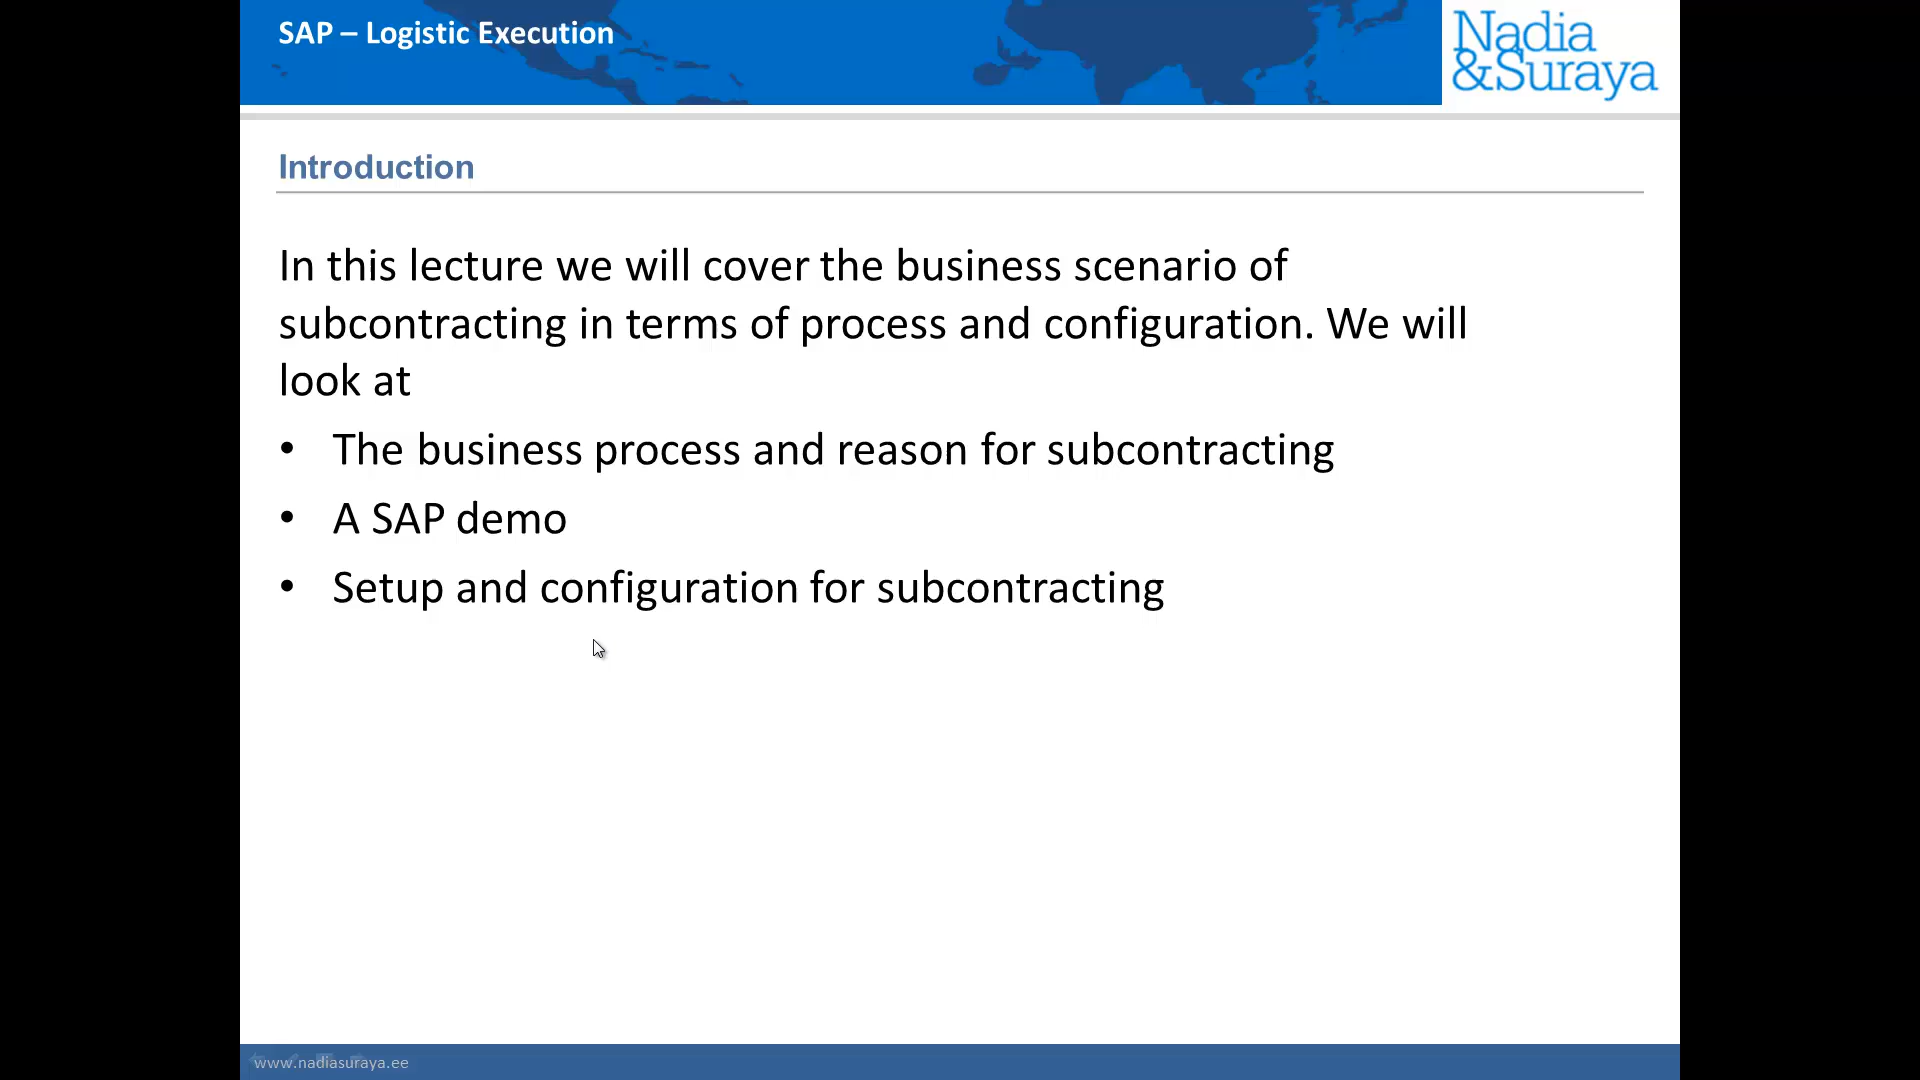 SAP – Logistic Execution
Nadia
&Suraya
Introduction
In this lecture we will cover the business scenario of
subcontracting in terms of process and configuration. We will
look at
• The business process and reason for subcontracting
• A SAP demo
• Setup and configuration for subcontracting
www.nadiasuraya.ee